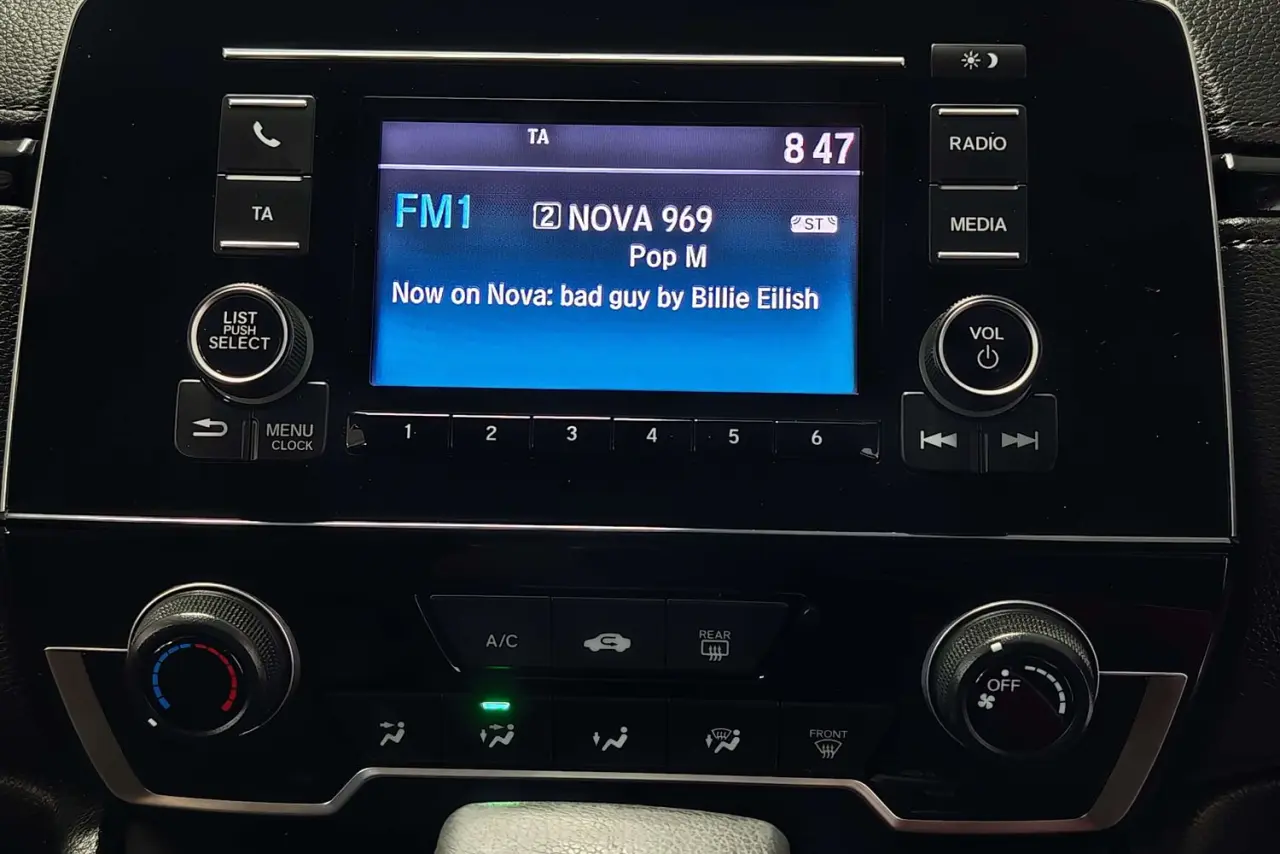 TA
8 47
FM1
2 NOVA 969
ST
Pop M
Now on Nova: bad guy by Billie Eilish
TA
RADIO
MEDIA
LIST
PUSH
SELECT
VOL
MENU
CLOCK
1 2 3 4 5 6
A/C
REAR
OFF
FRONT